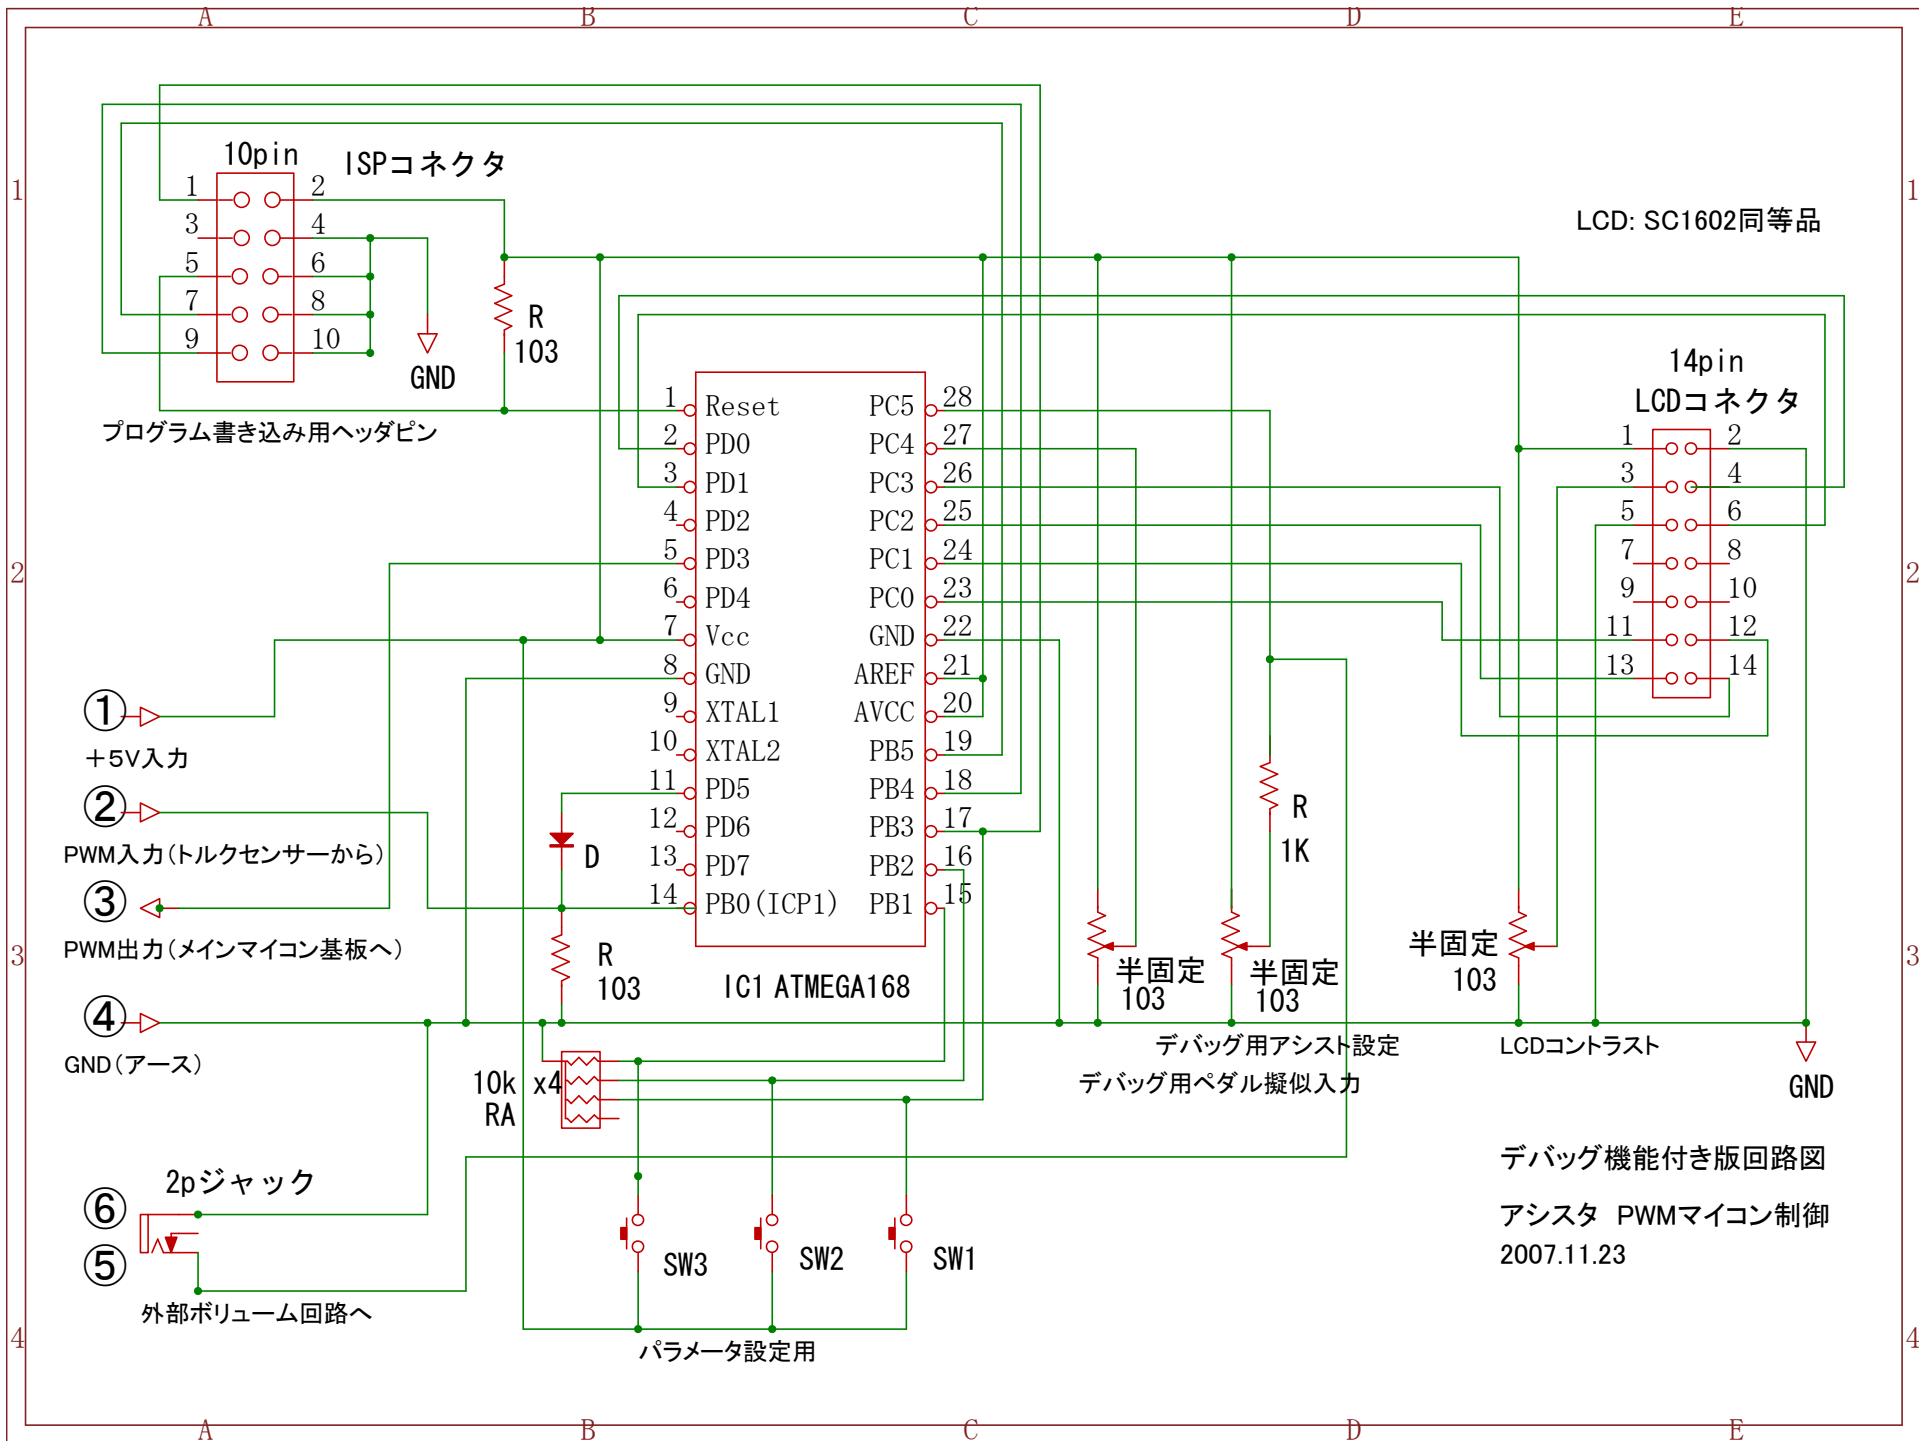 A B C D E
1 1
2 2
3 3
4 4
A B C D E
10pin ISPコネクタ
1 2
3 4
5 6
7 8
9 10
R
103
GND
プログラム書き込み用ヘッダピン
LCD: SC1602同等品
14pin
LCDコネクタ
1 2
3 4
5 6
7 8
9 10
11 12
13 14
1 Reset PC5 28
2 PD0 PC4 27
3 PD1 PC3 26
4 PD2 PC2 25
5 PD3 PC1 24
6 PD4 PC0 23
7 Vcc GND 22
8 GND AREF 21
9 XTAL1 AVCC 20
10 XTAL2 PB5 19
11 PD5 PB4 18
12 PD6 PB3 17
13 PD7 PB2 16
14 PB0(ICP1) PB1 15
IC1 ATMEGA168
①
+5V入力
②
PWM入力(トルクセンサーから)
③
PWM出力(メインマイコン基板へ)
④
GND(アース)
D
R
103
R
1K
半固定
103
半固定
103
半固定
103
デバッグ用アシスト設定
デバッグ用ペダル擬似入力
LCDコントラスト
GND
10k x4
RA
2pジャック
⑥
⑤
外部ボリューム回路へ
SW3 SW2 SW1
パラメータ設定用
デバッグ機能付き版回路図
アシスタ PWMマイコン制御
2007.11.23